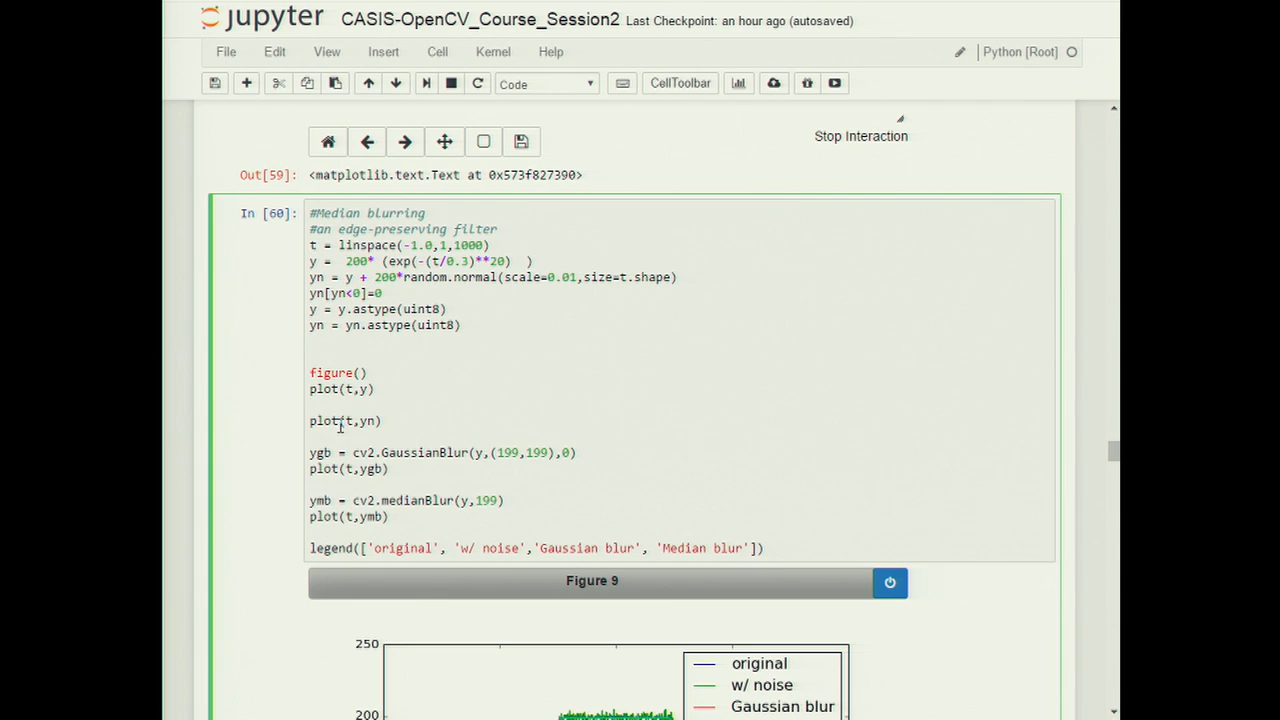 jupyter CASIS-OpenCV_Course_Session2 Last Checkpoint: an hour ago (autosaved)
File Edit View Insert Cell Kernel Help Python [Root]
Code CellToolbar
Stop Interaction
Out[59]: <matplotlib.text.Text at 0x573f827390>
In [60]: #Median blurring
#an edge-preserving filter
t = linspace(-1.0,1,1000)
y =  200* (exp(-(t/0.3)**20)  )
yn = y + 200*random.normal(scale=0.01,size=t.shape)
yn[yn<0]=0
y = y.astype(uint8)
yn = yn.astype(uint8)
figure()
plot(t,y)
plot(t,yn)
ygb = cv2.GaussianBlur(y,(199,199),0)
plot(t,ygb)
ymb = cv2.medianBlur(y,199)
plot(t,ymb)
legend(['original', 'w/ noise','Gaussian blur', 'Median blur'])
Figure 9
250
original
w/ noise
Gaussian blur
200